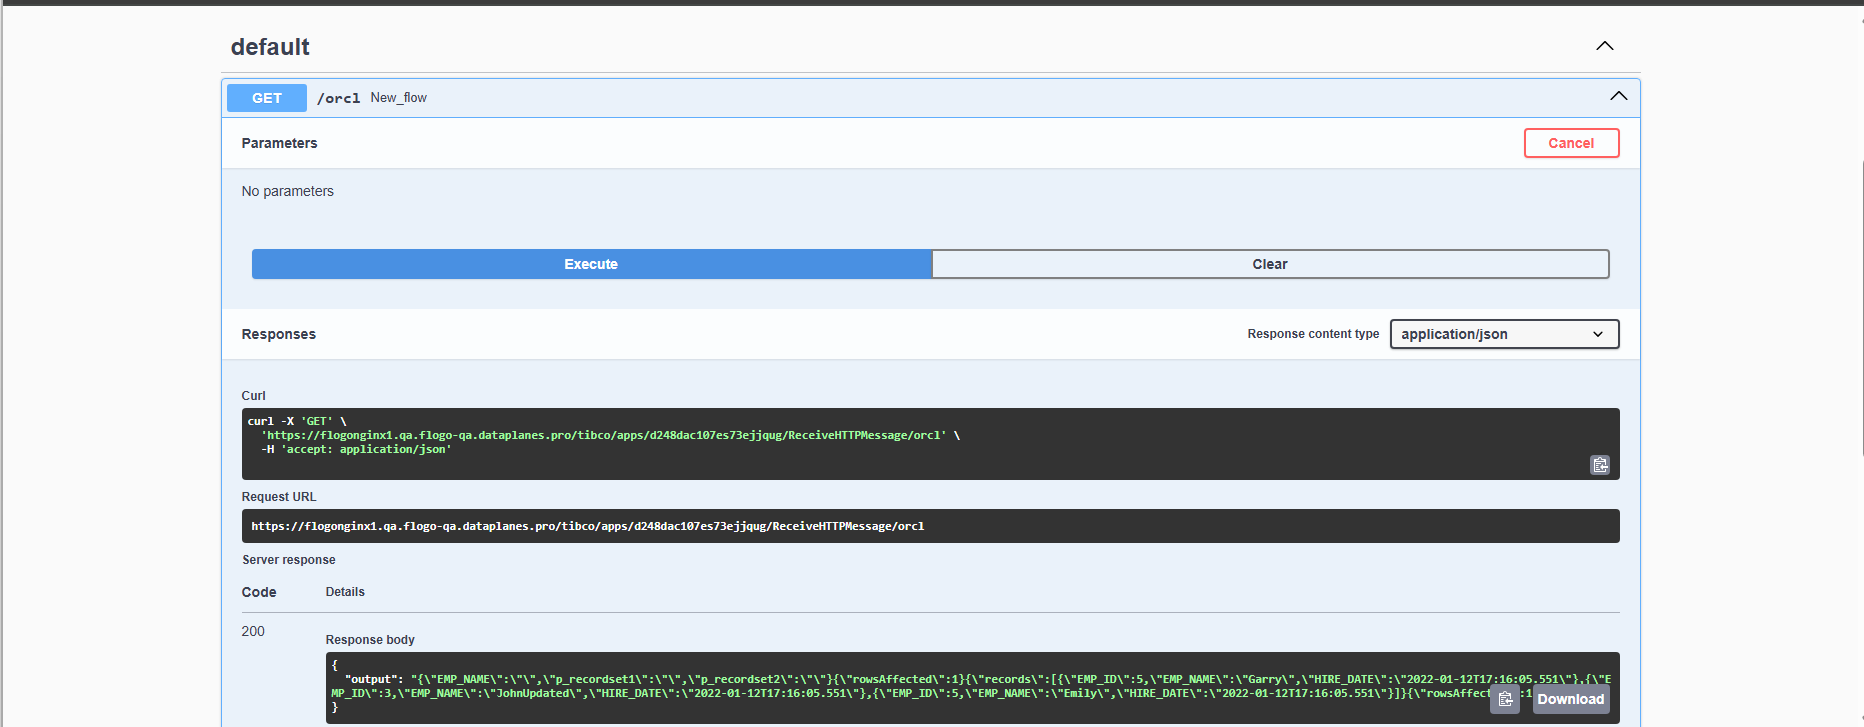 default
GET /orcl New_flow
Parameters
Cancel
No parameters
Execute
Clear
Responses
Response content type
application/json
Curl
curl -X 'GET' \
'https://flogonginx1.qa.flogo-qa.dataplanes.pro/tibco/apps/d248dac107es73ejjqug/ReceiveHTTPMessage/orcl' \
-H 'accept: application/json'
Request URL
https://flogonginx1.qa.flogo-qa.dataplanes.pro/tibco/apps/d248dac107es73ejjqug/ReceiveHTTPMessage/orcl
Server response
Code
Details
200
Response body
{
"output": "{\"EMP_NAME\":\"\",\"p_recordset1\":\"\",\"p_recordset2\":\"\"}{\"rowsAffected\":1}{\"records\":[{\"EMP_ID\":5,\"EMP_NAME\":\"Garry\",\"HIRE_DATE\":\"2022-01-12T17:16:05.551\"},{\"E
MP_ID\":3,\"EMP_NAME\":\"JohnUpdated\",\"HIRE_DATE\":\"2022-01-12T17:16:05.551\"},{\"EMP_ID\":5,\"EMP_NAME\":\"Emily\",\"HIRE_DATE\":\"2022-01-12T17:16:05.551\"}]}{\"rowsAffec
}
Download